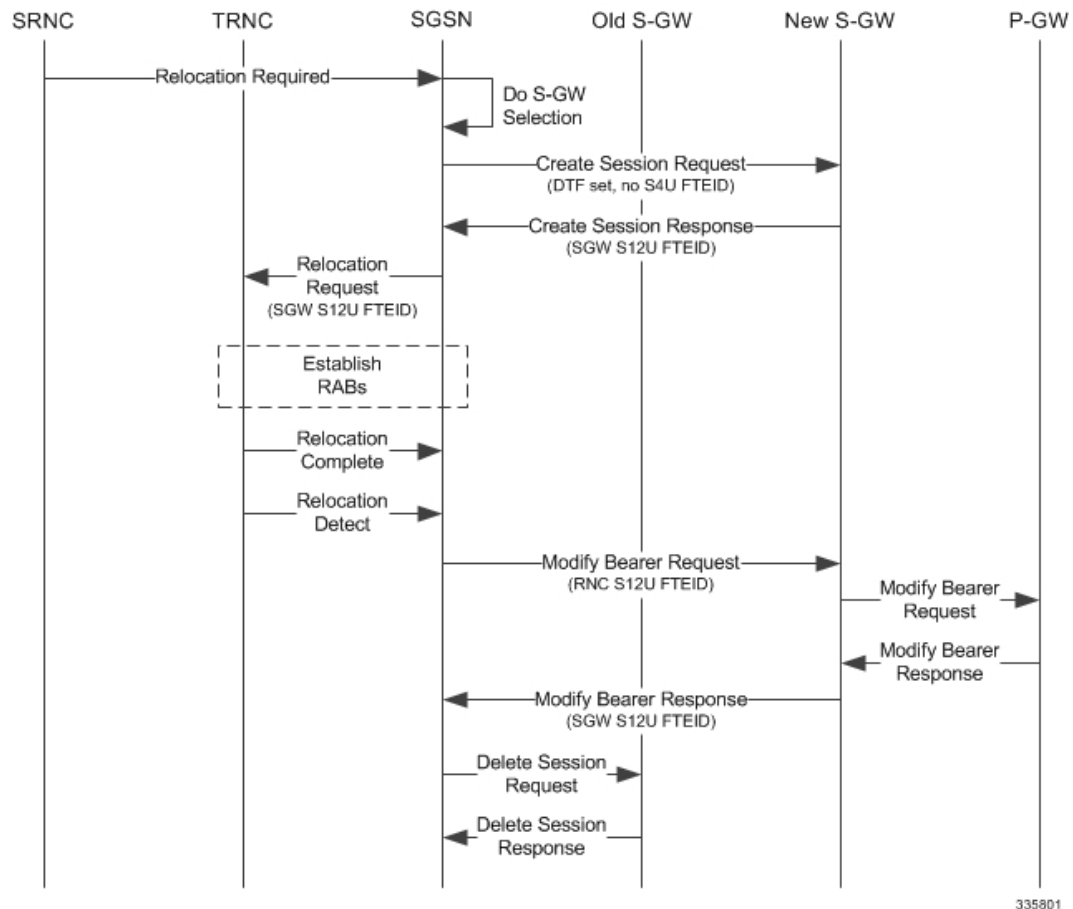 SRNC TRNC SGSN Old S-GW New S-GW P-GW
Relocation Required
Do S-GW
Selection
Create Session Request
(DTF set, no S4U FTEID)
Create Session Response
(SGW S12U FTEID)
Relocation
Request
(SGW S12U FTEID)
Establish
RABs
Relocation
Complete
Relocation
Detect
Modify Bearer Request
(RNC S12U FTEID)
Modify Bearer
Request
Modify Bearer
Response
Modify Bearer Response
(SGW S12U FTEID)
Delete Session
Request
Delete Session
Response
335801